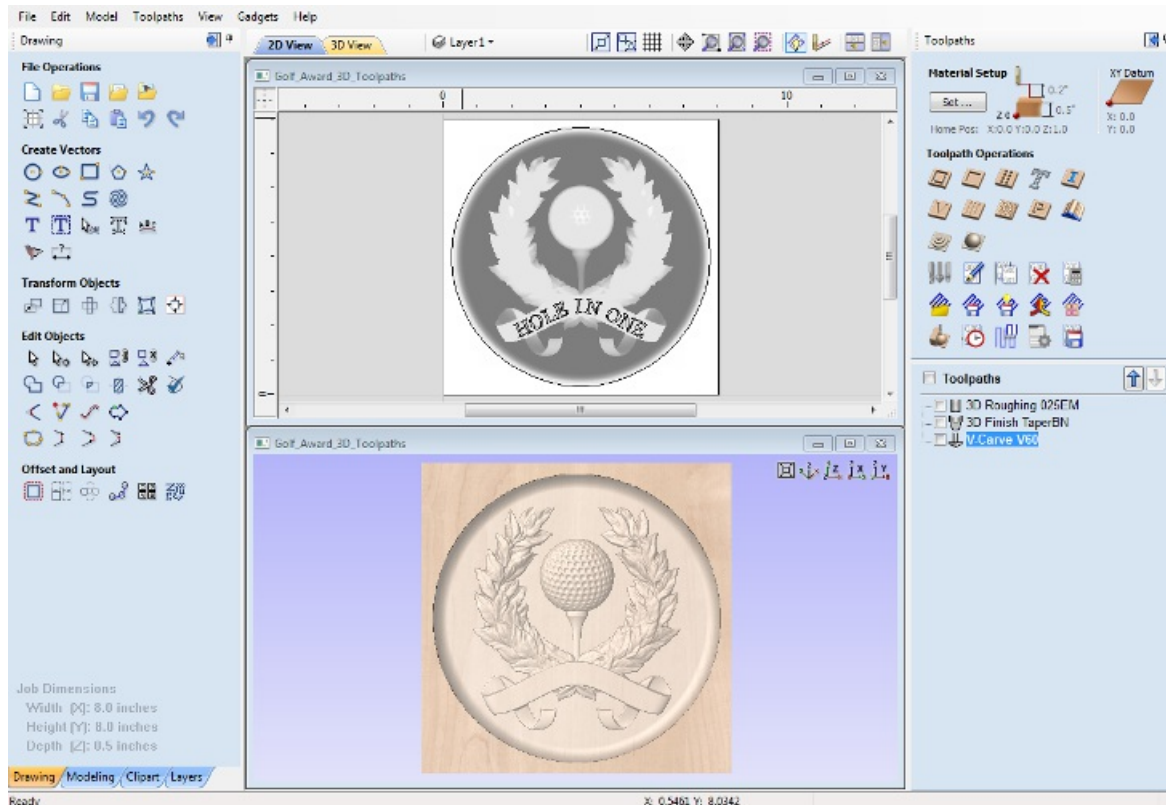 File Edit Model Toolpaths View Gadgets Help
Drawing
File Operations
Create Vectors
Transform Objects
Edit Objects
Offset and Layout
Job Dimensions
Width (X): 8.0 inches
Height (Y): 8.0 inches
Depth (Z): 0.5 inches
Drawing Modeling Clipart Layers
Ready
2D View 3D View Layer1
Golf_Award_3D_Toolpaths
0 10
HOLE IN ONE
Golf_Award_3D_Toolpaths
X: 0.5461 Y: 8.0342
Toolpaths
Material Setup XY Datum
Set ... 0.2" 0.5"
X: 0.0
Home Pos: X:0.0 Y:0.0 Z:1.0 Y: 0.0
Toolpath Operations
Toolpaths
3D Roughing 025EM
3D Finish TaperBN
V-Carve V60